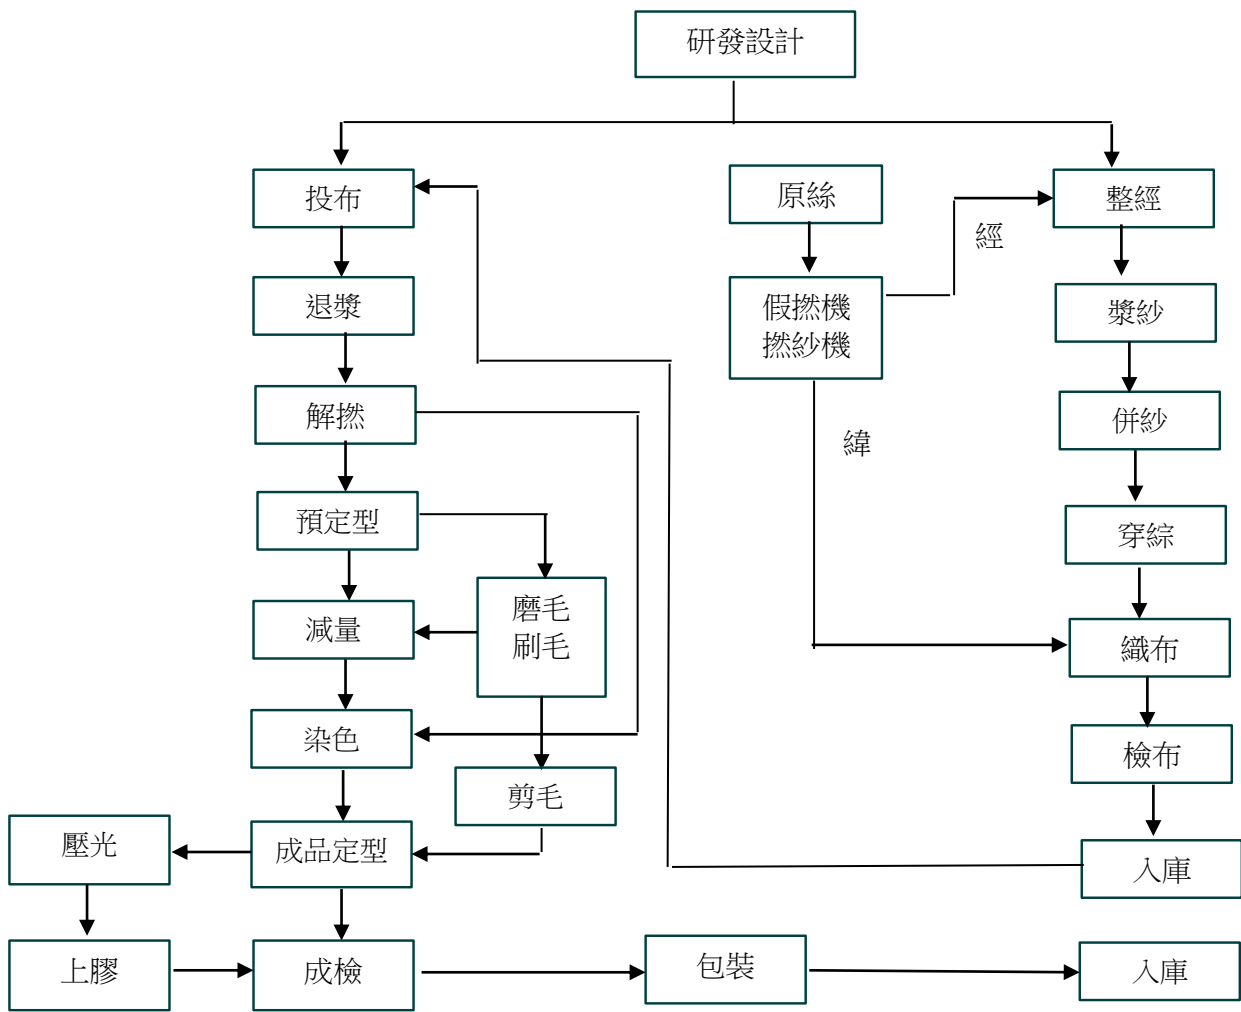 研發設計
投布
原絲
整經
經
退漿
假撚機
撚紗機
漿紗
解撚
併紗
緯
預定型
穿綜
磨毛
刷毛
減量
織布
染色
檢布
剪毛
壓光
成品定型
入庫
上膠
成檢
包裝
入庫